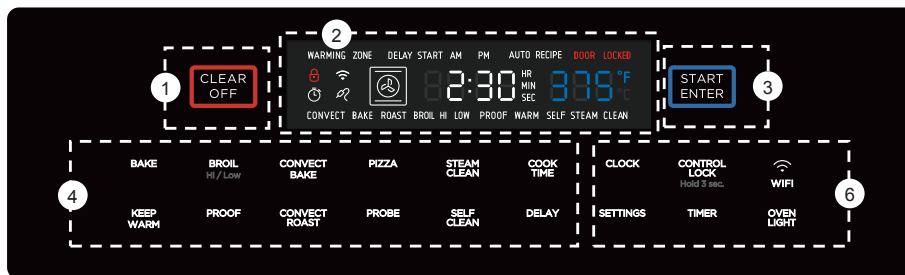 2
WARMING ZONE DELAY START AM PM AUTO RECIPE DOOR LOCKED
1
CLEAR
OFF
2:30
HR
MIN
SEC
375
°F
°C
START
ENTER
3
CONVECT BAKE ROAST BROIL HI LOW PROOF WARM SELF STEAM CLEAN
4
BAKE
BROIL
Hi / Low
CONVECT
BAKE
PIZZA
STEAM
CLEAN
COOK
TIME
KEEP
WARM
PROOF
CONVECT
ROAST
PROBE
SELF
CLEAN
DELAY
CLOCK
CONTROL
LOCK
Hold 3 sec.
WIFI
6
SETTINGS
TIMER
OVEN
LIGHT